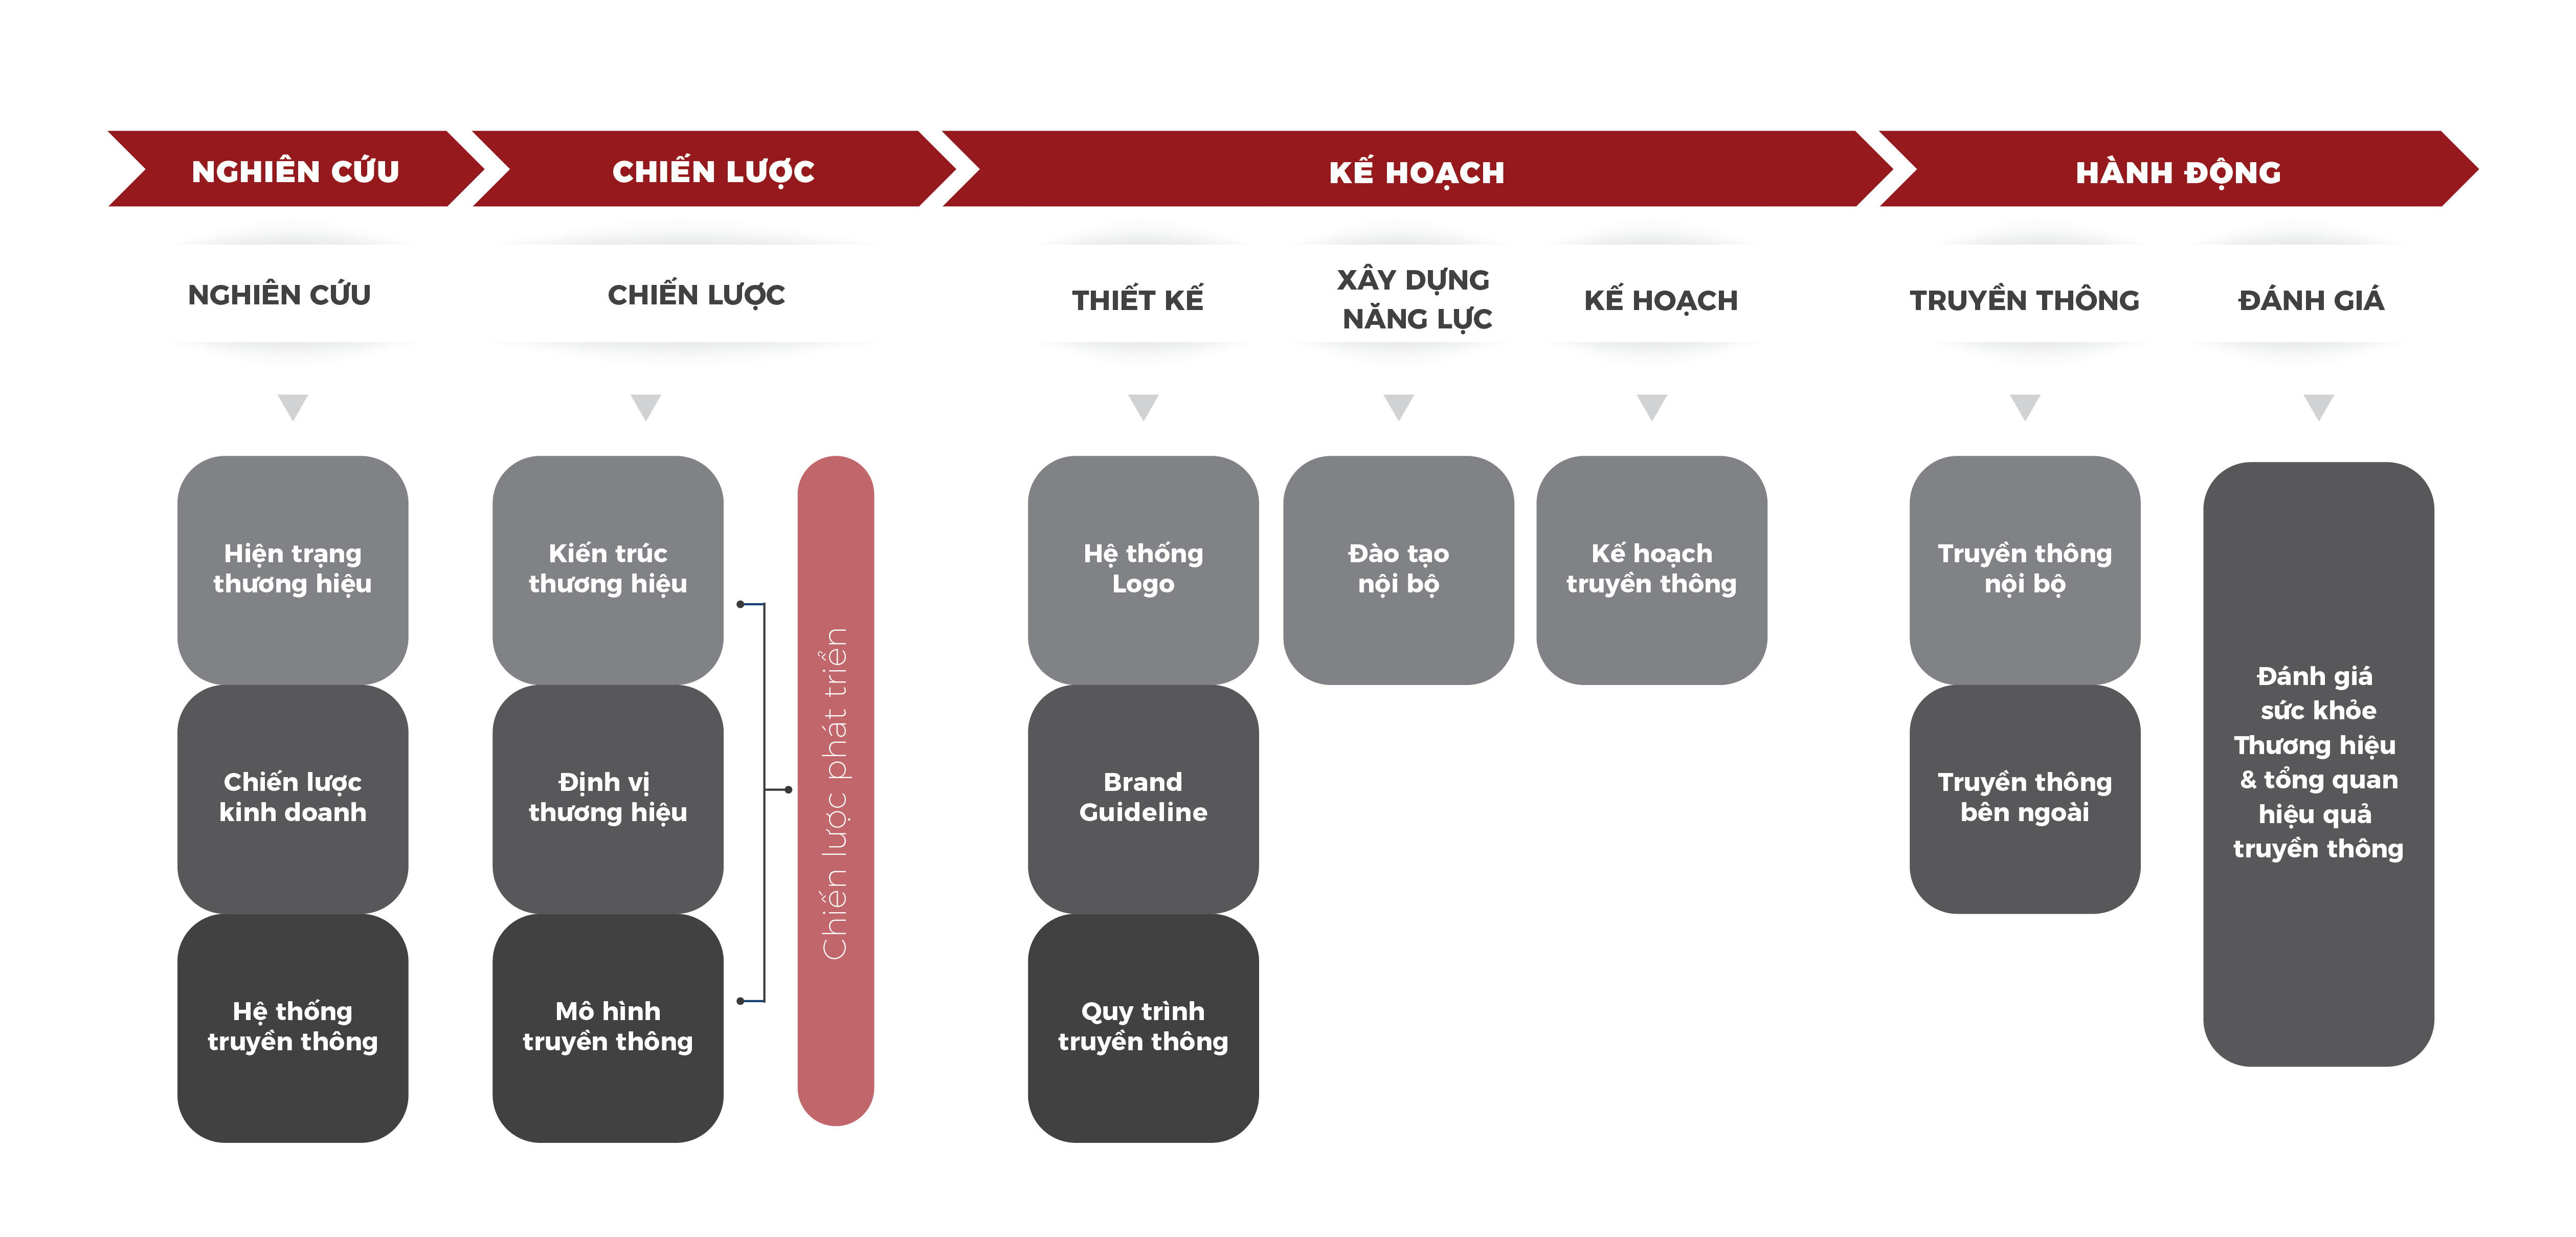 NGHIÊN CỨU
CHIẾN LƯỢC
KẾ HOẠCH
HÀNH ĐỘNG
NGHIÊN CỨU
CHIẾN LƯỢC
THIẾT KẾ
XÂY DỰNG
NĂNG LỰC
KẾ HOẠCH
TRUYỀN THÔNG
ĐÁNH GIÁ
Hiện trạng
thương hiệu
Chiến lược
kinh doanh
Hệ thống
truyền thông
Kiến trúc
thương hiệu
Định vị
thương hiệu
Mô hình
truyền thông
Chiến lược phát triển
Hệ thống
Logo
Brand
Guideline
Quy trình
truyền thông
Đào tạo
nội bộ
Kế hoạch
truyền thông
Truyền thông
nội bộ
Truyền thông
bên ngoài
Đánh giá
sức khỏe
Thương hiệu
& tổng quan
hiệu quả
truyền thông